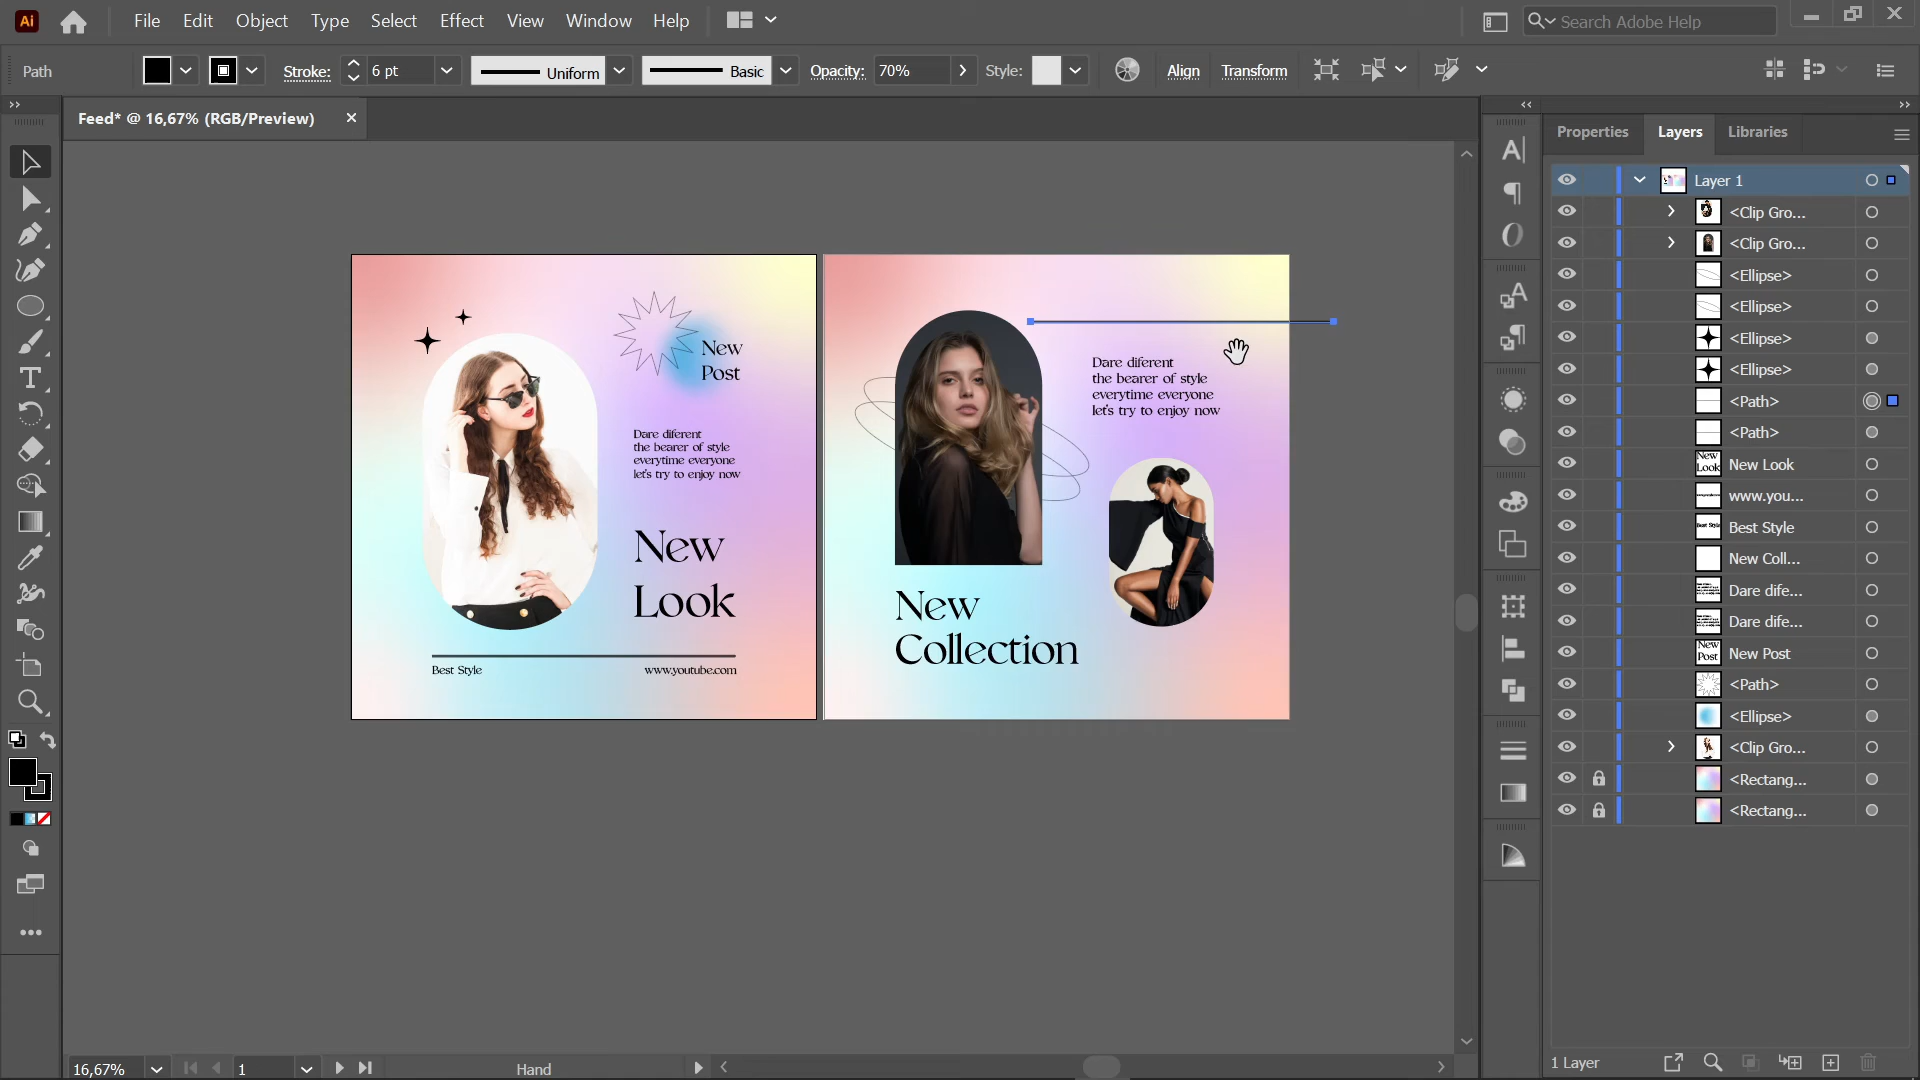 Ai
File Edit Object Type Select Effect View Window Help
Search Adobe Help
Path
Stroke: 6 pt
Uniform
Basic
Opacity: 70%
Style:
Align
Transform
Feed* @ 16,67% (RGB/Preview)
New
Post
Dare diferent
the bearer of style
everytime everyone
let's try to enjoy now
New
Look
Best Style
www.youtube.com
Dare diferent
the bearer of style
everytime everyone
let's try to enjoy now
New
Collection
Properties Layers Libraries
Layer 1
<Clip Gro...
<Clip Gro...
<Ellipse>
<Ellipse>
<Ellipse>
<Ellipse>
<Path>
<Path>
New Look
www.you...
Best Style
New Coll...
Dare dife...
Dare dife...
New Post
<Path>
<Ellipse>
<Clip Gro...
<Rectang...
<Rectang...
1 Layer
16,67%
1
Hand